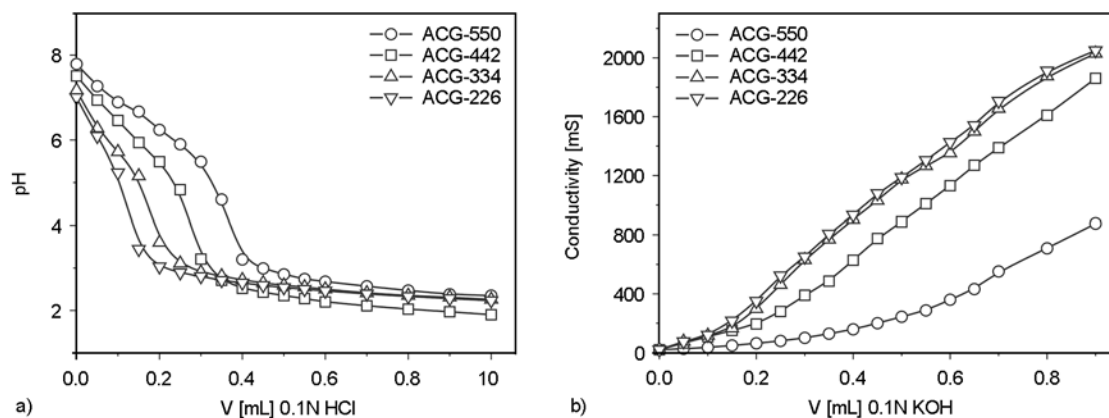 ACG-550
ACG-442
ACG-334
ACG-226
8
6
4
2
pH
0.0 0.2 0.4 0.6 0.8 10
V [mL] 0.1N HCl
a)
ACG-550
ACG-442
ACG-334
ACG-226
2000
1600
1200
800
400
0
Conductivity [mS]
0.0 0.2 0.4 0.6 0.8
V [mL] 0.1N KOH
b)